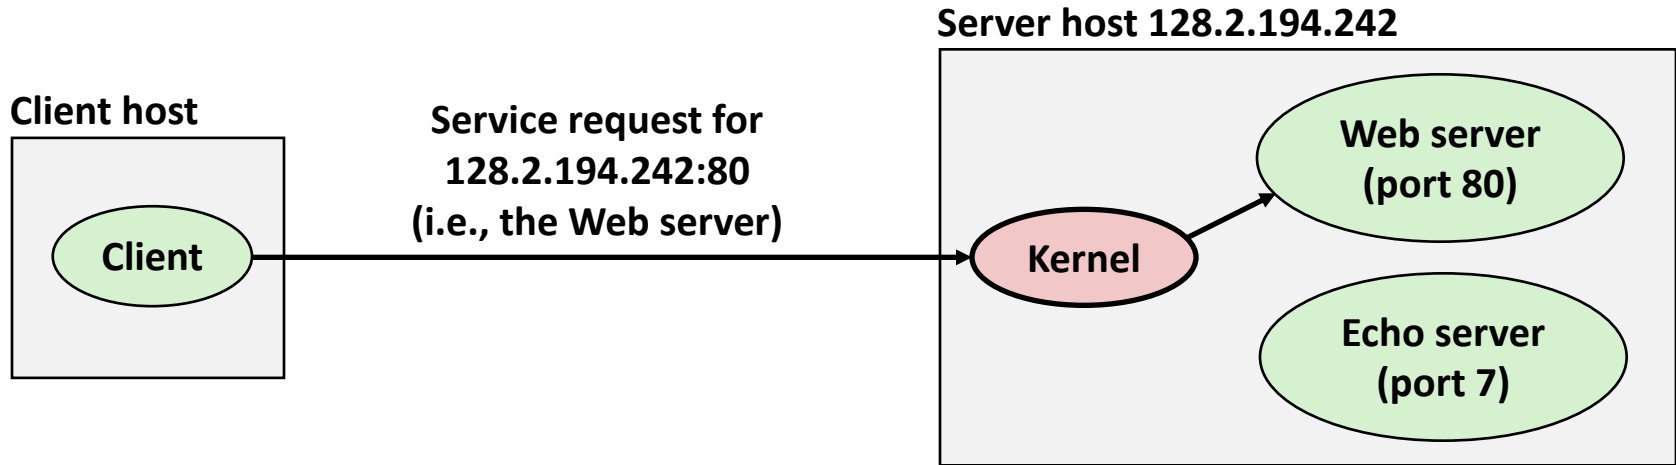 Server host 128.2.194.242
Client host
Service request for
128.2.194.242:80
(i.e., the Web server)
Client
Kernel
Web server
(port 80)
Echo server
(port 7)